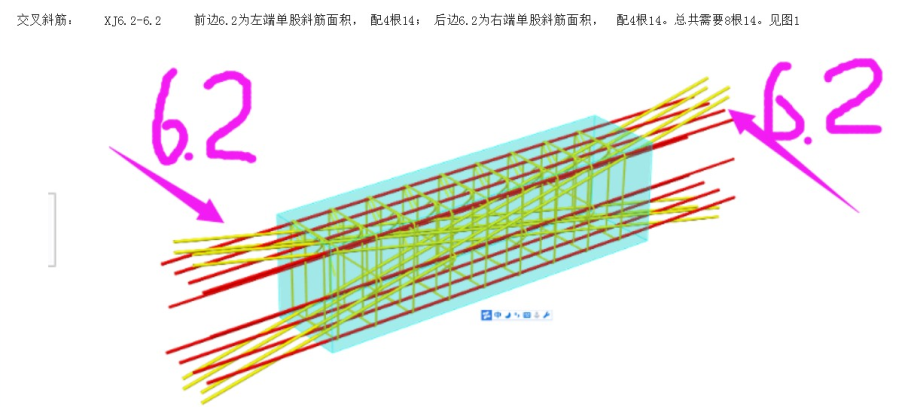 交叉斜筋： XJ6.2-6.2 前边6.2为左端单股斜筋面积， 配4根14； 后边6.2为右端单股斜筋面积， 配4根14。总共需要8根14。见图1
6.2
6.2
中